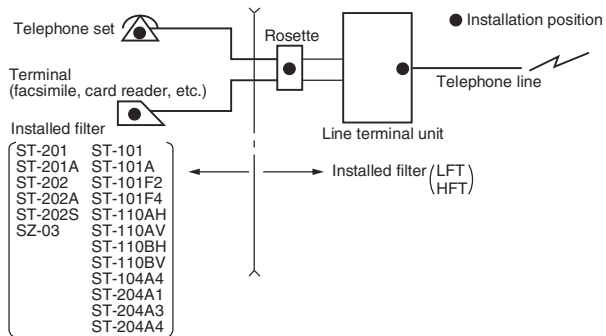 Telephone set
Rosette
Installation position
Terminal
(facsimile, card reader, etc.)
Telephone line
Line terminal unit
Installed filter
ST-201 ST-101
ST-201A ST-101A
ST-202 ST-101F2
ST-202A ST-101F4
ST-202S ST-110AH
SZ-03 ST-110AV
ST-110BH
ST-110BV
ST-104A4
ST-204A1
ST-204A3
ST-204A4
Installed filter (LFT
HFT)